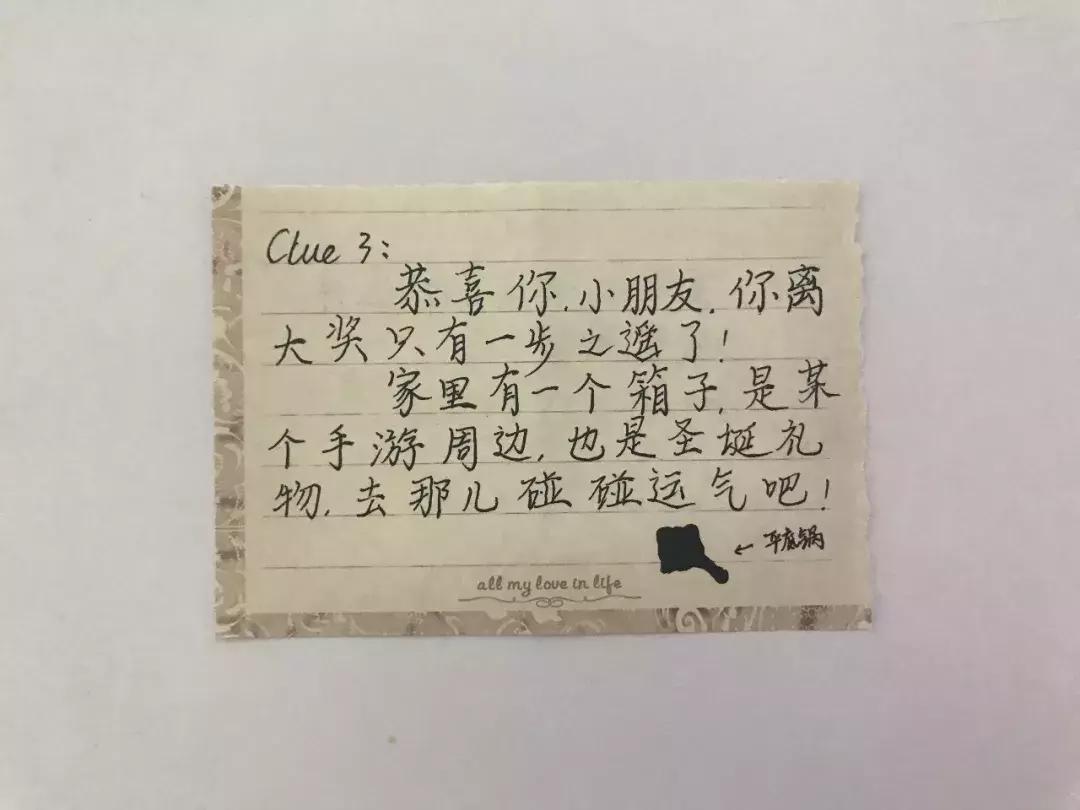 Clue 3:
恭喜你,小朋友,你离
大奖只有一步之遥了!
家里有一个箱子,是某
个手游周边,也是圣诞礼
物,去那儿碰碰运气吧!
←平底锅
all my love in life